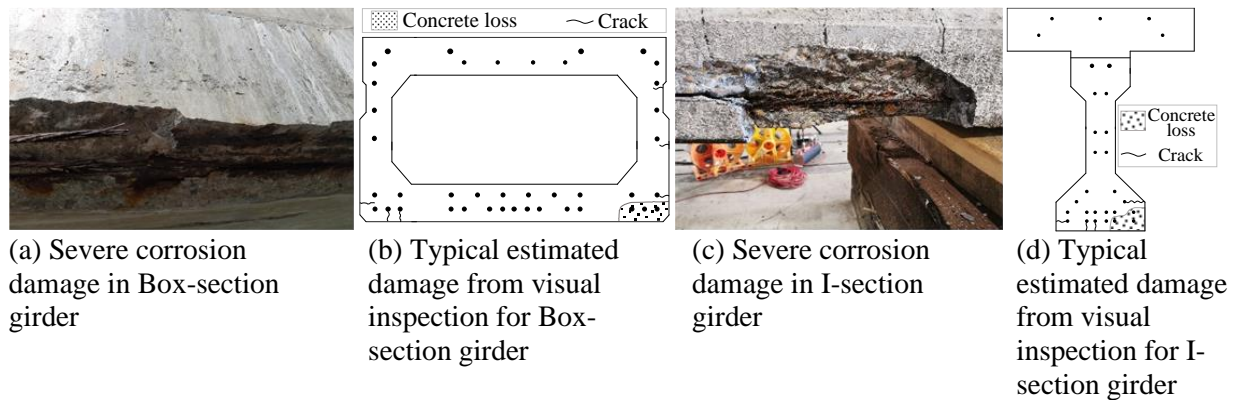 Concrete loss
Crack
Concrete
loss
Crack
(a) Severe corrosion
damage in Box-section
girder
(b) Typical estimated
damage from visual
inspection for Box-
section girder
(c) Severe corrosion
damage in I-section
girder
(d) Typical
estimated damage
from visual
inspection for I-
section girder